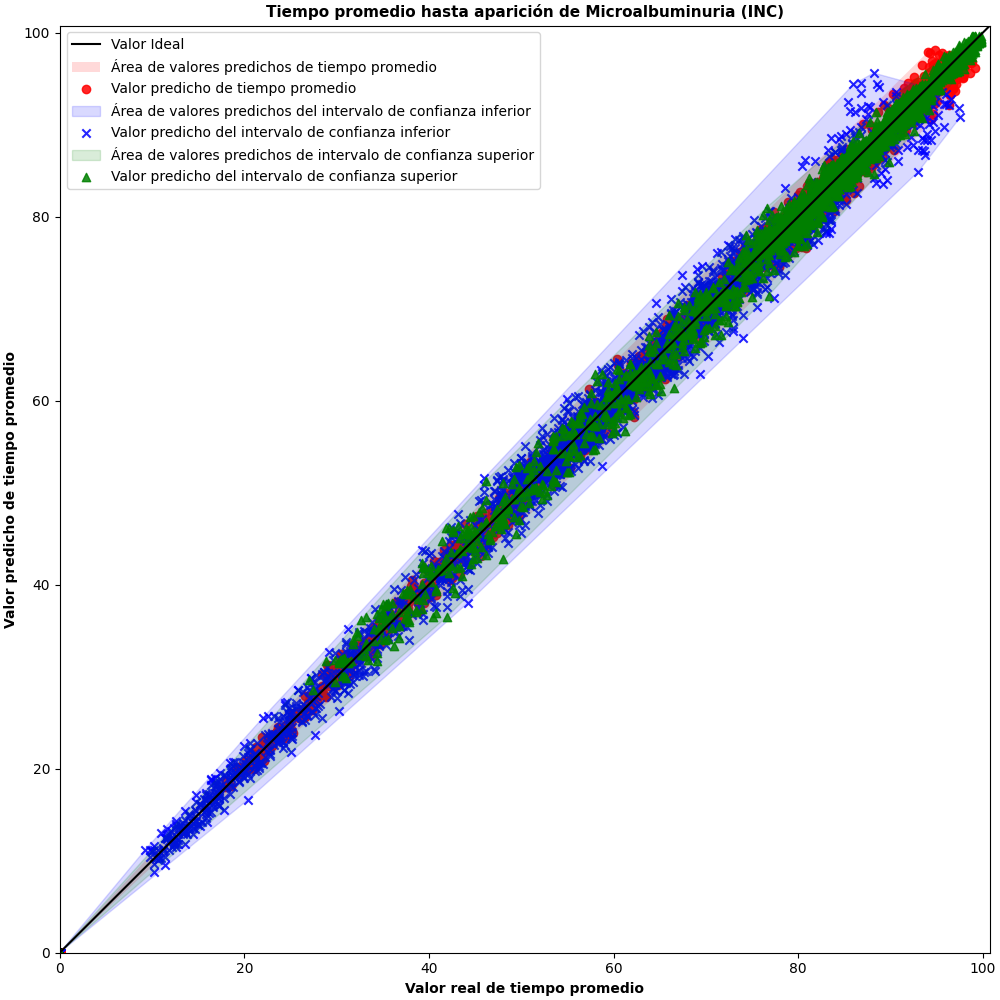 Tiempo promedio hasta aparición de Microalbuminuria (INC)
100
80
60
40
20
0
Valor predicho de tiempo promedio
Valor Ideal
Área de valores predichos de tiempo promedio
Valor predicho de tiempo promedio
Área de valores predichos del intervalo de confianza inferior
Valor predicho del intervalo de confianza inferior
Área de valores predichos de intervalo de confianza superior
Valor predicho del intervalo de confianza superior
0 20 40 60 80 100
Valor real de tiempo promedio